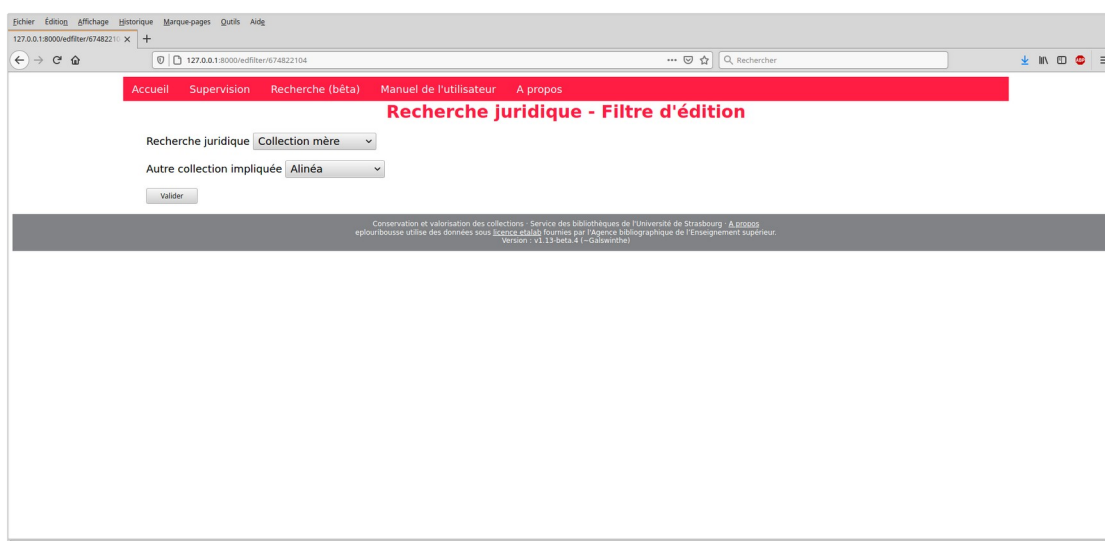 Fichier Édition Affichage Historique Marque-pages Outils Aide
127.0.0.1:8000/edfilter/67482210
127.0.0.1:8000/edfilter/674822104
Rechercher
Accueil Supervision Recherche (bêta) Manuel de l'utilisateur A propos
Recherche juridique - Filtre d'édition
Recherche juridique Collection mère
Autre collection impliquée Alinéa
Valider
Conservation et valorisation des collections - Service des bibliothèques de l'Université de Strasbourg - A propos
eplouribousse utilise des données sous licence etalab fournies par l'Agence bibliographique de l'Enseignement supérieur.
Version : v1.13-beta.4 (~Galswinthe)